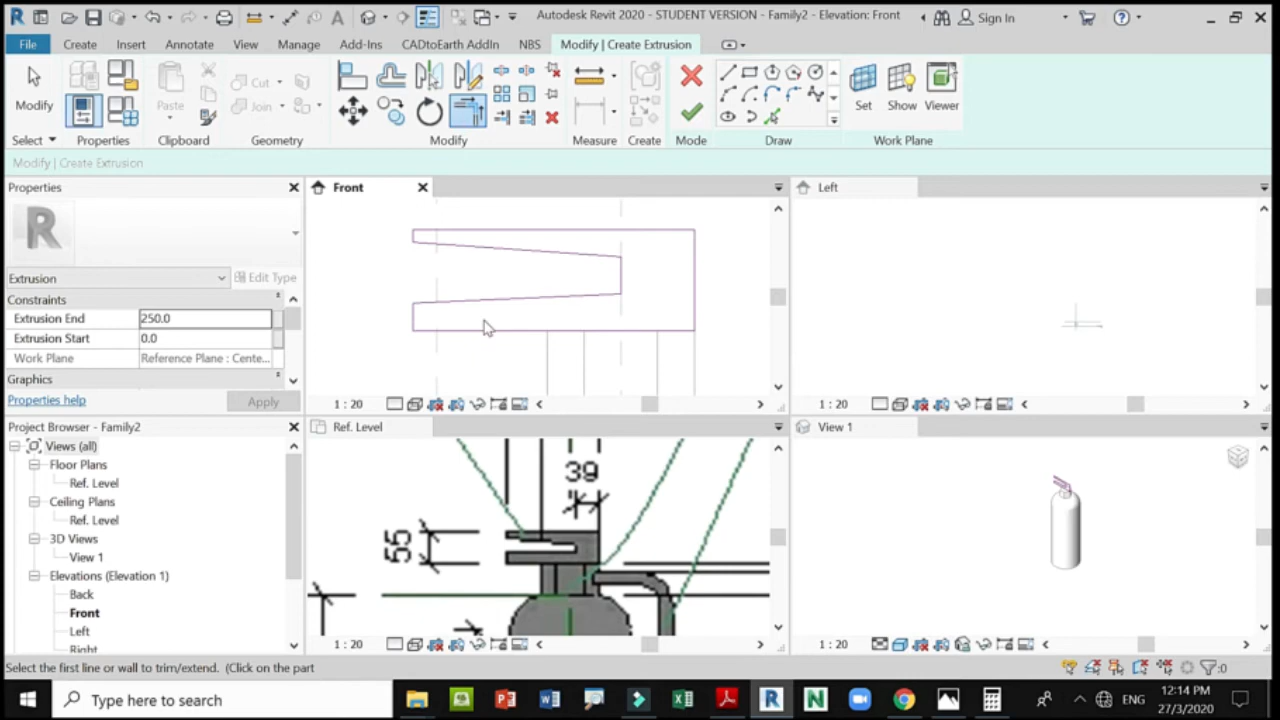 Autodesk Revit 2020 - STUDENT VERSION - Family2 - Elevation: Front
Sign In
File Create Insert Annotate View Manage Add-Ins CADtoEarth AddIn NBS Modify | Create Extrusion
Modify
Paste
Cut
Join
Set
Show
Viewer
Select Properties Clipboard Geometry Modify Measure Create Mode Draw Work Plane
Modify | Create Extrusion
Properties
Front
Left
Extrusion
Edit Type
Constraints
Extrusion End 250.0
Extrusion Start 0.0
Work Plane Reference Plane : Cente...
Graphics
Properties help
Apply
1 : 20
1 : 20
Project Browser - Family2
Ref. Level
View 1
Views (all)
Floor Plans
Ref. Level
Ceiling Plans
Ref. Level
3D Views
View 1
Elevations (Elevation 1)
Back
Front
Left
Right
39
55
1 : 20
1 : 20
Select the first line or wall to trim/extend. (Click on the part
:0
Type here to search
ENG
12:14 PM
27/3/2020